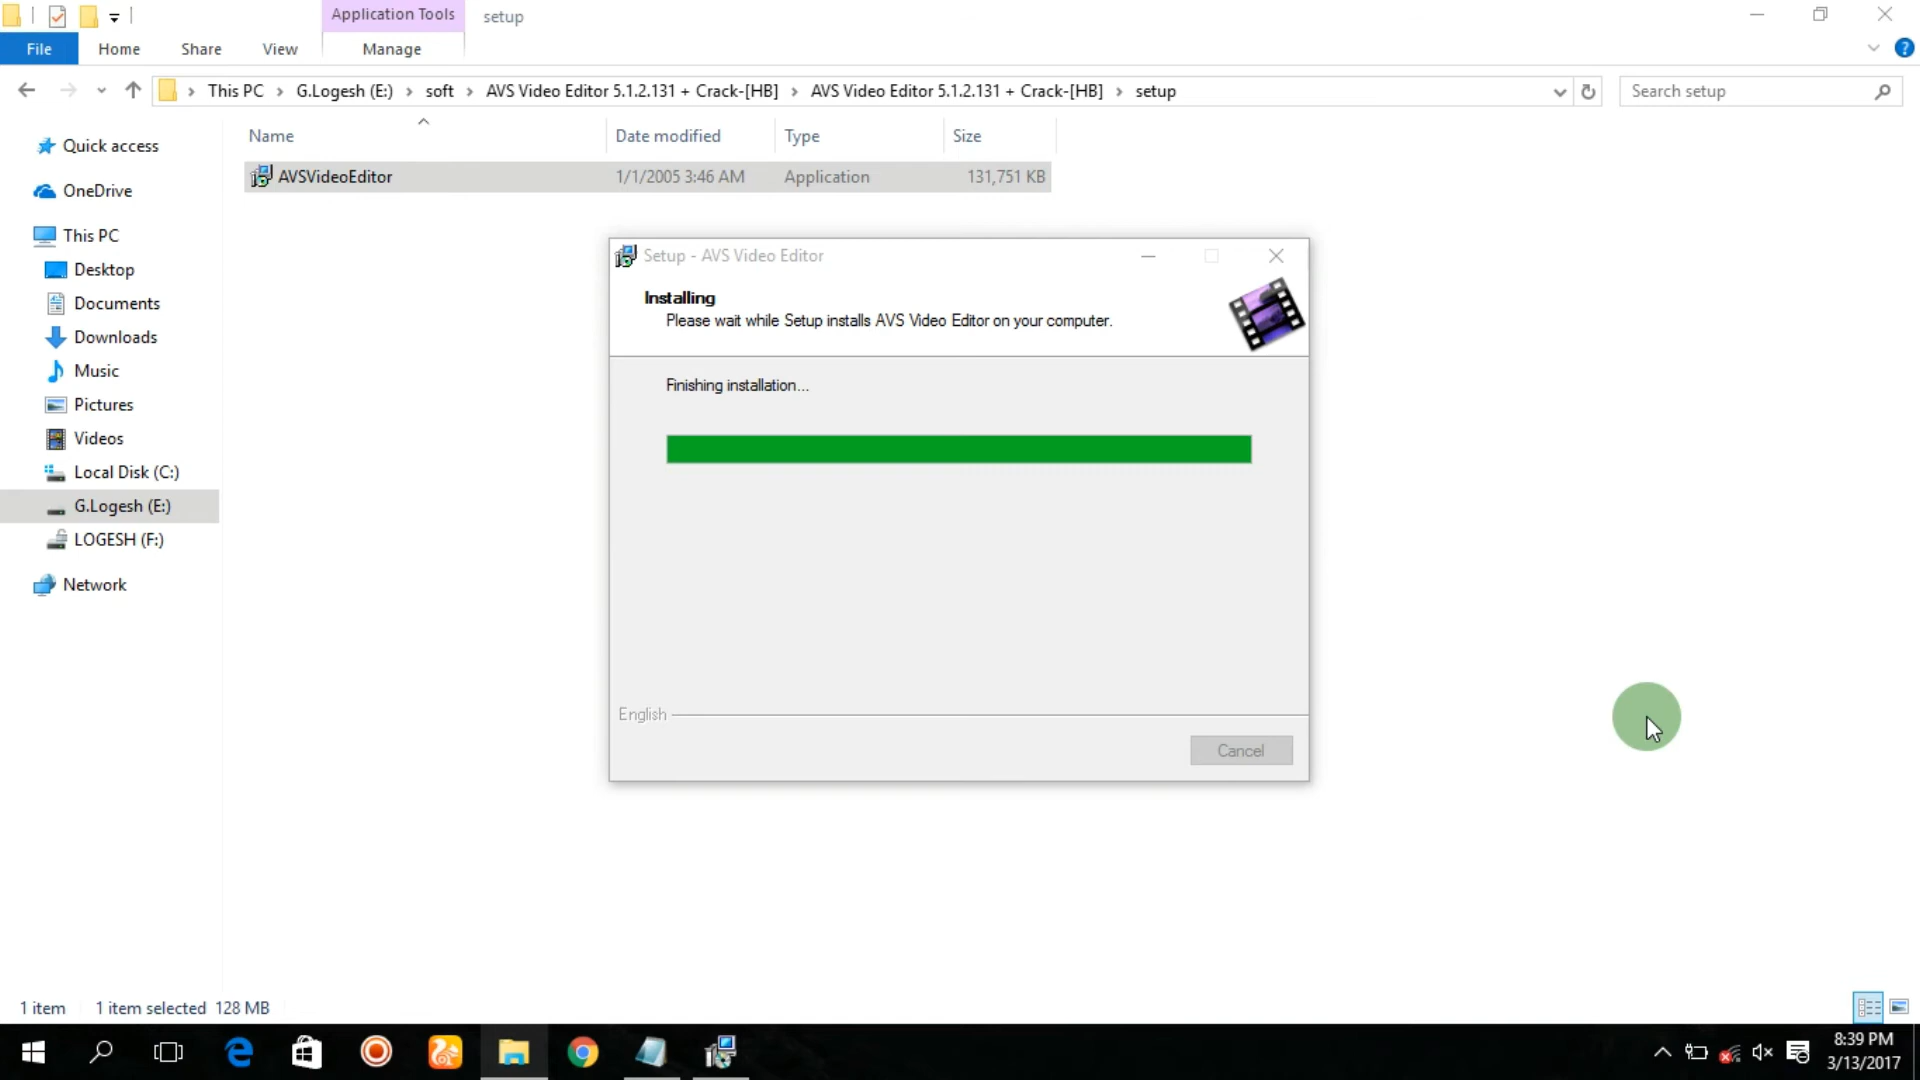 Application Tools
setup
File
Home
Share
View
Manage
This PC
G.Logesh (E:)
soft
AVS Video Editor 5.1.2.131 + Crack-[HB]
AVS Video Editor 5.1.2.131 + Crack-[HB]
setup
Search setup
Name
Date modified
Type
Size
AVSVideoEditor
1/1/2005 3:46 AM
Application
131,751 KB
Quick access
OneDrive
This PC
Desktop
Documents
Downloads
Music
Pictures
Videos
Local Disk (C:)
G.Logesh (E:)
LOGESH (F:)
Network
Setup - AVS Video Editor
Installing
Please wait while Setup installs AVS Video Editor on your computer.
Finishing installation...
English
Cancel
1 item
1 item selected 128 MB
8:39 PM
3/13/2017